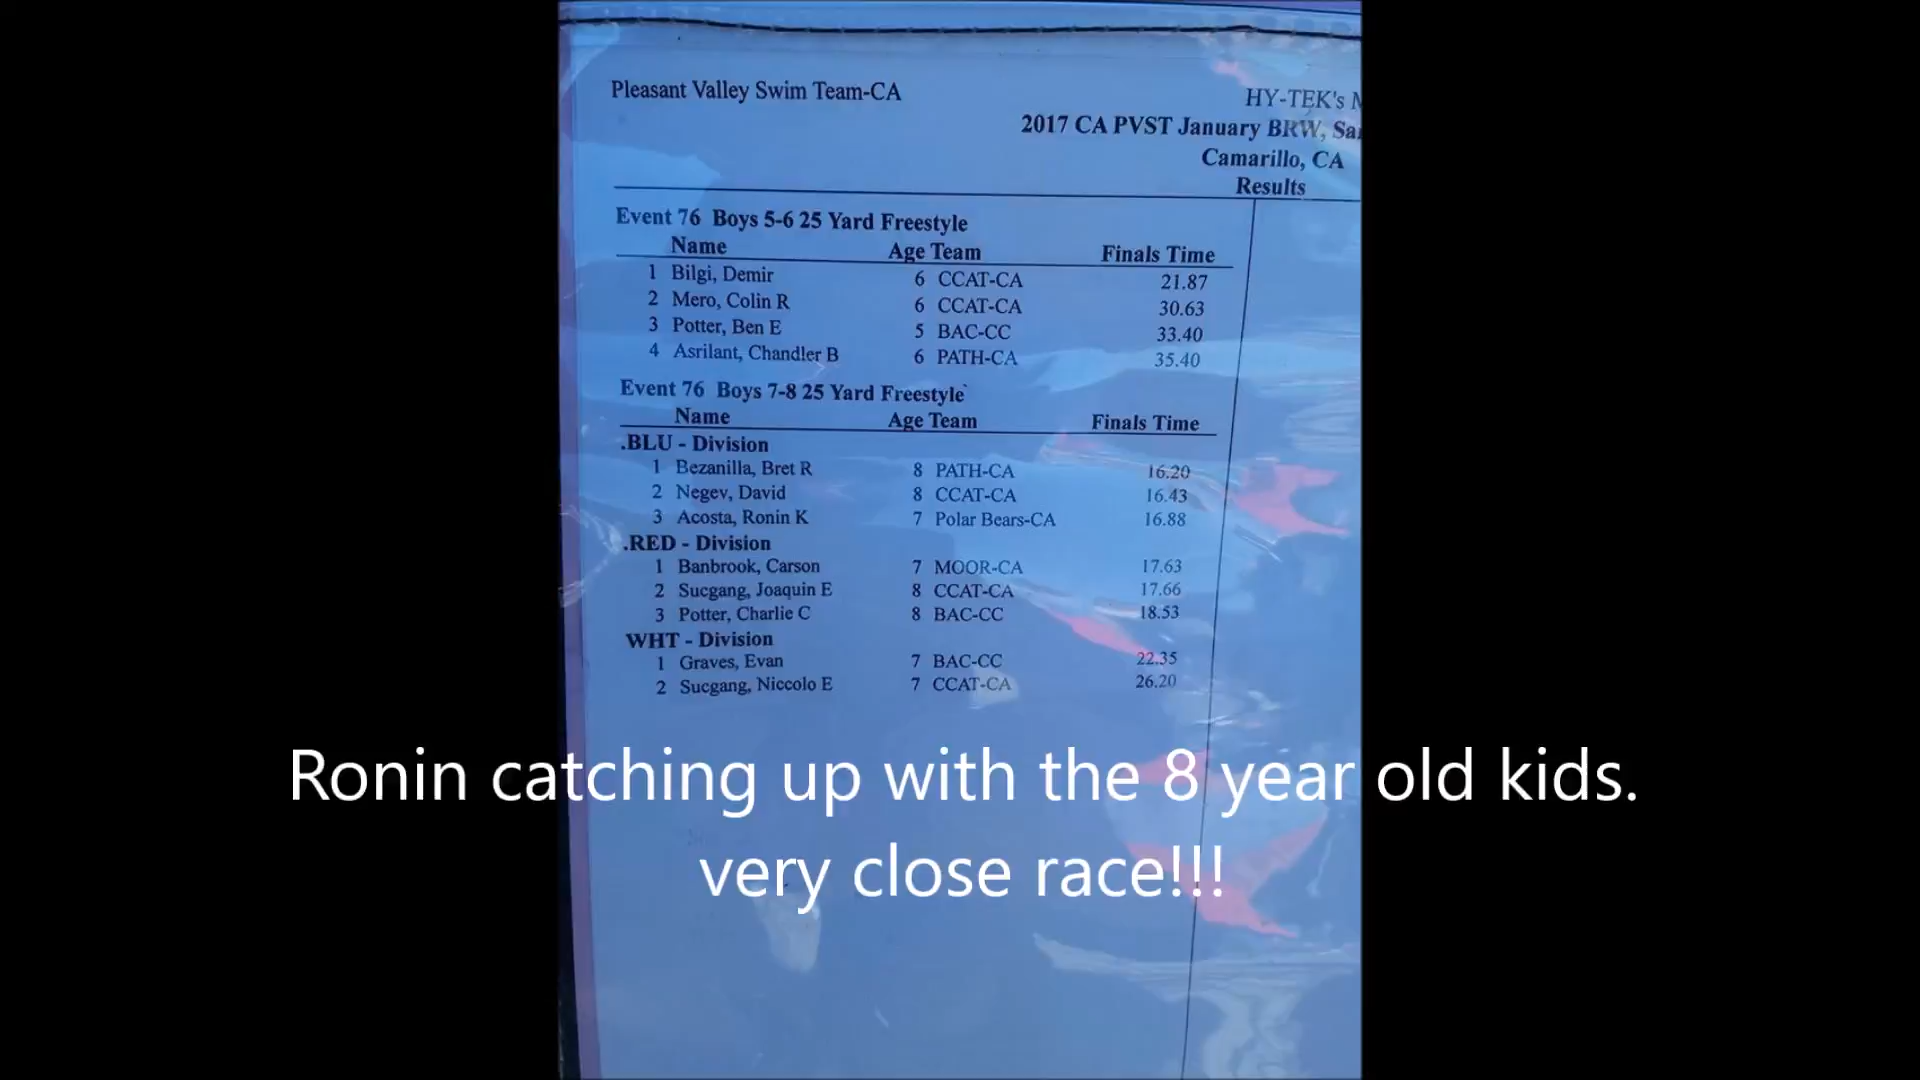 Pleasant Valley Swim Team-CA
HY-TEK's
2017 CA PVST January BRW,
Camarillo, CA
Results
Event 76 Boys 5-6 25 Yard Freestyle
Name Age Team Finals Time
1 Bilgi, Demir 6 CCAT-CA 21.87
2 Mero, Colin R 6 CCAT-CA 30.63
3 Potter, Ben E 5 BAC-CC 33.40
4 Asrilant, Chandler B 6 PATH-CA 35.40
Event 76 Boys 7-8 25 Yard Freestyle
Name Age Team Finals Time
.BLU - Division
1 Bezanilla, Bret R 8 PATH-CA 16.20
2 Negev, David 8 CCAT-CA 16.43
3 Acosta, Ronin K 7 Polar Bears-CA 16.88
.RED - Division
1 Banbrook, Carson 7 MOOR-CA 17.63
2 Sucgang, Joaquin E 8 CCAT-CA 17.66
3 Potter, Charlie C 8 BAC-CC 18.53
WHT - Division
1 Graves, Evan 7 BAC-CC 22.35
2 Sucgang, Niccolo E 7 CCAT-CA 26.20
Ronin catching up with the 8 year old kids.
very close race!!!